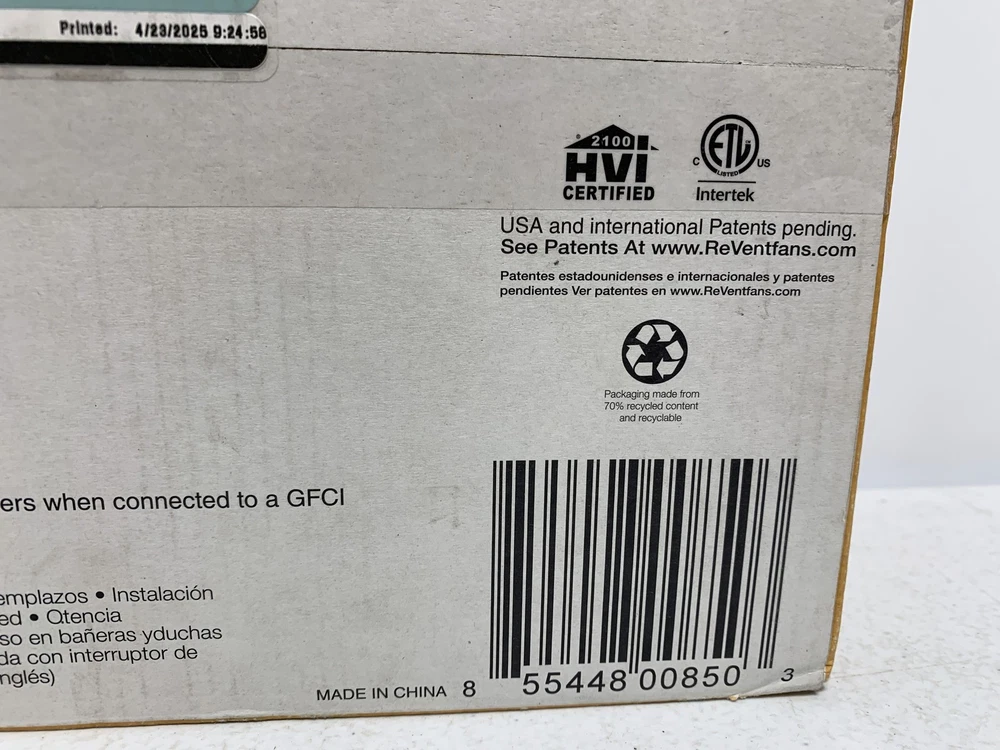 Printed: 4/23/2025 9:24:56
2100
HVI
CERTIFIED
C ETL US
LISTED
Intertek
USA and international Patents pending.
See Patents At www.ReVentfans.com
Patentes estadounidenses e internacionales y patentes
pendientes Ver patentes en www.ReVentfans.com
Packaging made from
70% recycled content
and recyclable
ers when connected to a GFCI
emplazos • Instalación
ed • Qtencia
so en bañeras yduchas
da con interruptor de
nglés)
MADE IN CHINA
8 55448 00850 3